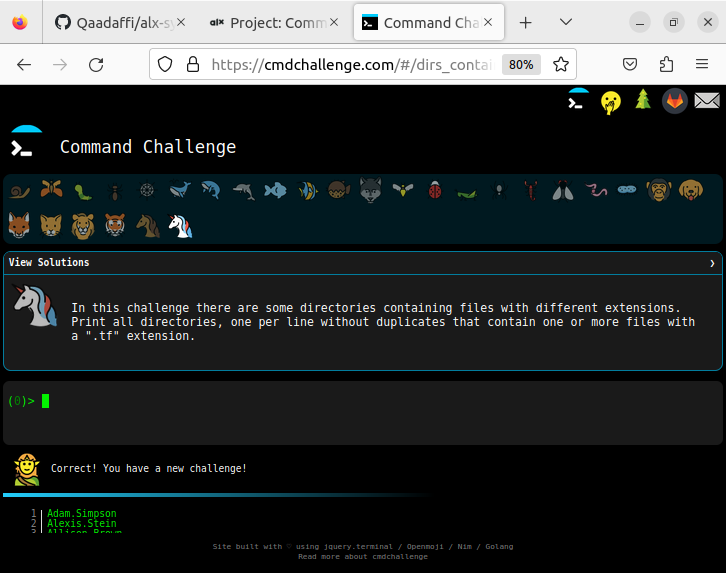 Qaadaffi/alx-sy
alx Project: Comm
Command Cha
https://cmdchallenge.com/#/dirs_conta
80%
Command Challenge
View Solutions
In this challenge there are some directories containing files with different extensions.
Print all directories, one per line without duplicates that contain one or more files with
a ".tf" extension.
(0)>
Correct! You have a new challenge!
1 Adam.Simpson
2 Alexis.Stein
3 Allison.Brown
Site built with ♡ using jquery.terminal / Openmoji / Nim / Golang
Read more about cmdchallenge